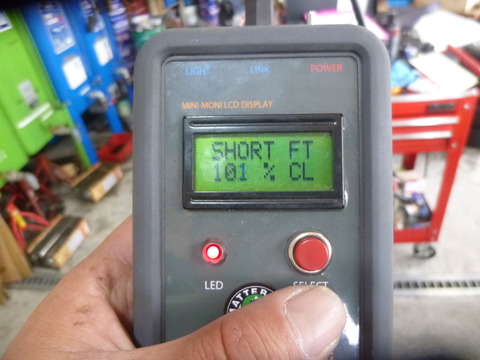 LIGHT LINK POWER
MINI-MONI LCD DISPLAY
SHORT FT
101 % CL
LED SELECT